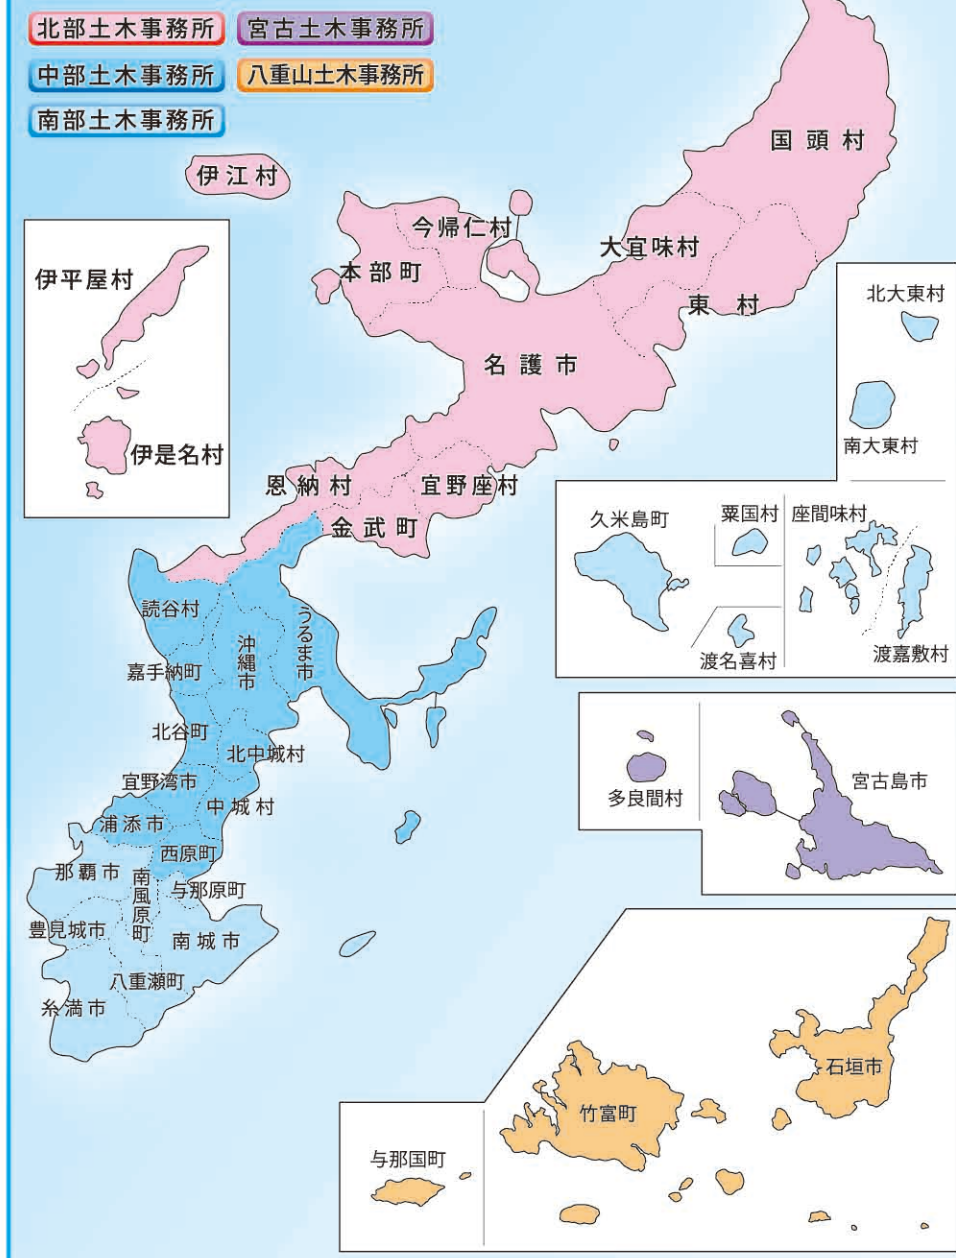 北部土木事務所
宮古土木事務所
中部土木事務所
八重山土木事務所
南部土木事務所
国頭村
伊江村
今帰仁村
大宜味村
本部町
東村
伊平屋村
名護市
伊是名村
恩納村
宜野座村
金武町
北大東村
南大東村
久米島町
粟国村
座間味村
渡名喜村
渡嘉敷村
読谷村
うるま市
沖縄市
嘉手納町
北谷町
北中城村
宜野湾市
中城村
浦添市
西原町
那覇市
南風原町
与那原町
豊見城市
南城市
八重瀬町
糸満市
多良間村
宮古島市
石垣市
竹富町
与那国町